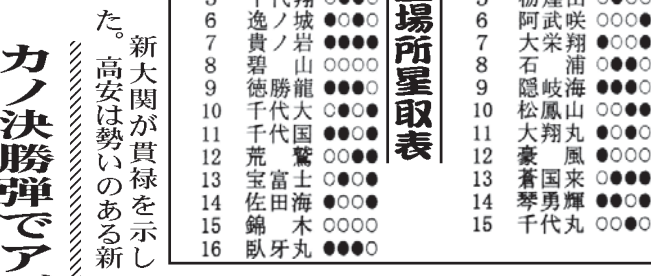 6 阿武咲 ○○○●
7 大栄翔 ●○○●
8 石浦 ○●●○
9 隠岐海 ●●●○
10 松鳳山 ○○●●
11 大翔丸 ●○●○
12 豪風 ●○○○
13 蒼国来 ○●●●
14 琴勇輝 ●●○●
15 千代丸 ○○●○
場所星取表
6 逸ノ城 ●○●○
7 貴ノ岩 ●●●●
8 碧山 ○○○○
9 徳勝龍 ●●●○
10 千代大 ○●○●
11 千代国 ●●○●
12 荒鷲 ○○●●
13 宝富士 ○●○●
14 佐田海 ●○○●
15 錦木 ○○○○
16 臥牙丸 ●●●○
新大関が貫禄を示し
た。高安は勢いのある新
カノ決勝弾でア